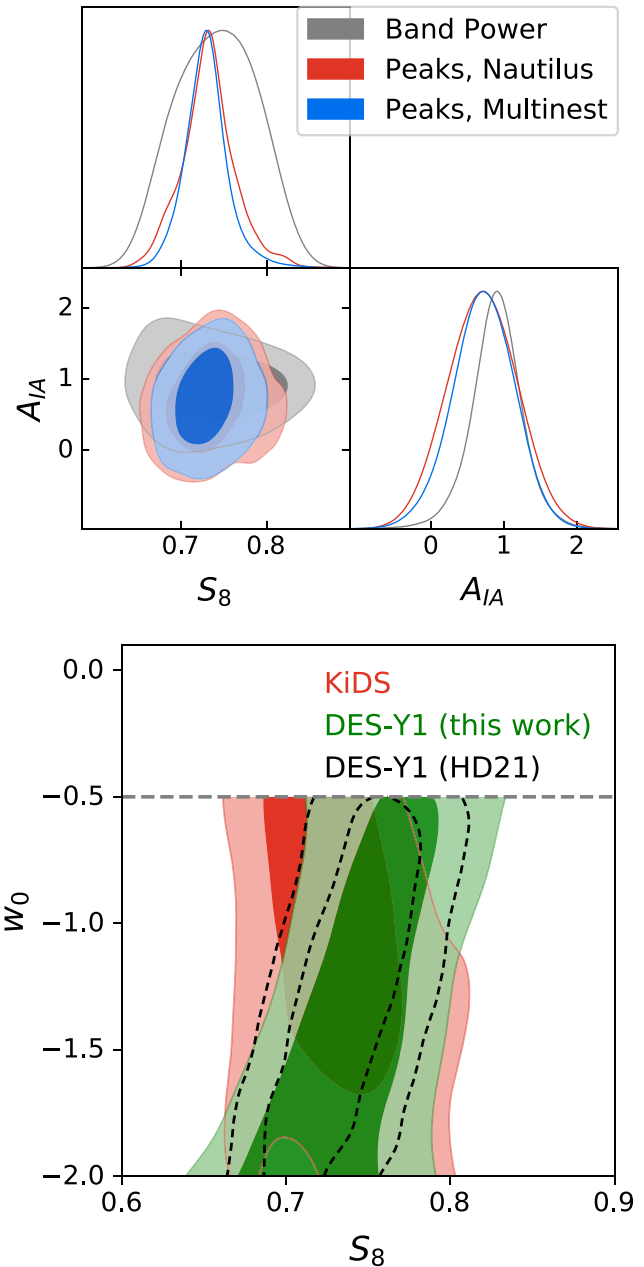 Band Power
Peaks, Nautilus
Peaks, Multinest
2
1
0
A_IA
0.7 0.8
S_8
0 1 2
A_IA
KiDS
DES-Y1 (this work)
DES-Y1 (HD21)
0.0
−0.5
−1.0
−1.5
−2.0
w_0
0.6 0.7 0.8 0.9
S_8